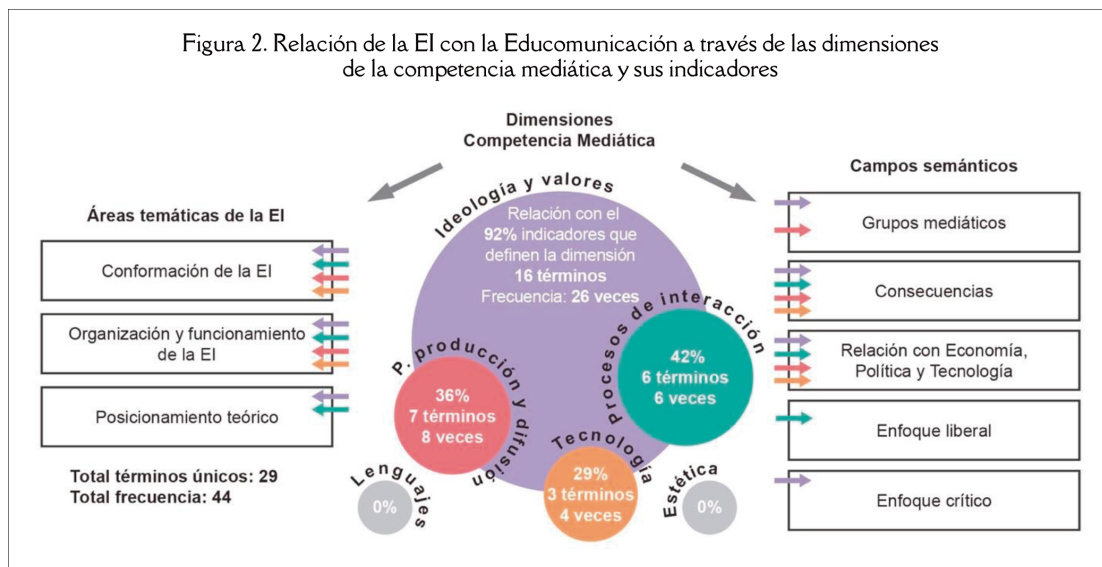 Figura 2. Relación de la EI con la Educomunicación a través de las dimensiones
de la competencia mediática y sus indicadores
Dimensiones
Competencia Mediática
Áreas temáticas de la EI
Conformación de la EI
Organización y funcionamiento
de la EI
Posicionamiento teórico
Total términos únicos: 29
Total frecuencia: 44
Ideología y valores
Relación con el
92% indicadores que
definen la dimensión
16 términos
Frecuencia: 26 veces
P. producción y difusión
36%
7 términos
8 veces
Procesos de interacción
42%
6 términos
6 veces
Lenguajes
0%
Tecnología
29%
3 términos
4 veces
Estética
0%
Campos semánticos
Grupos mediáticos
Consecuencias
Relación con Economía,
Política y Tecnología
Enfoque liberal
Enfoque crítico